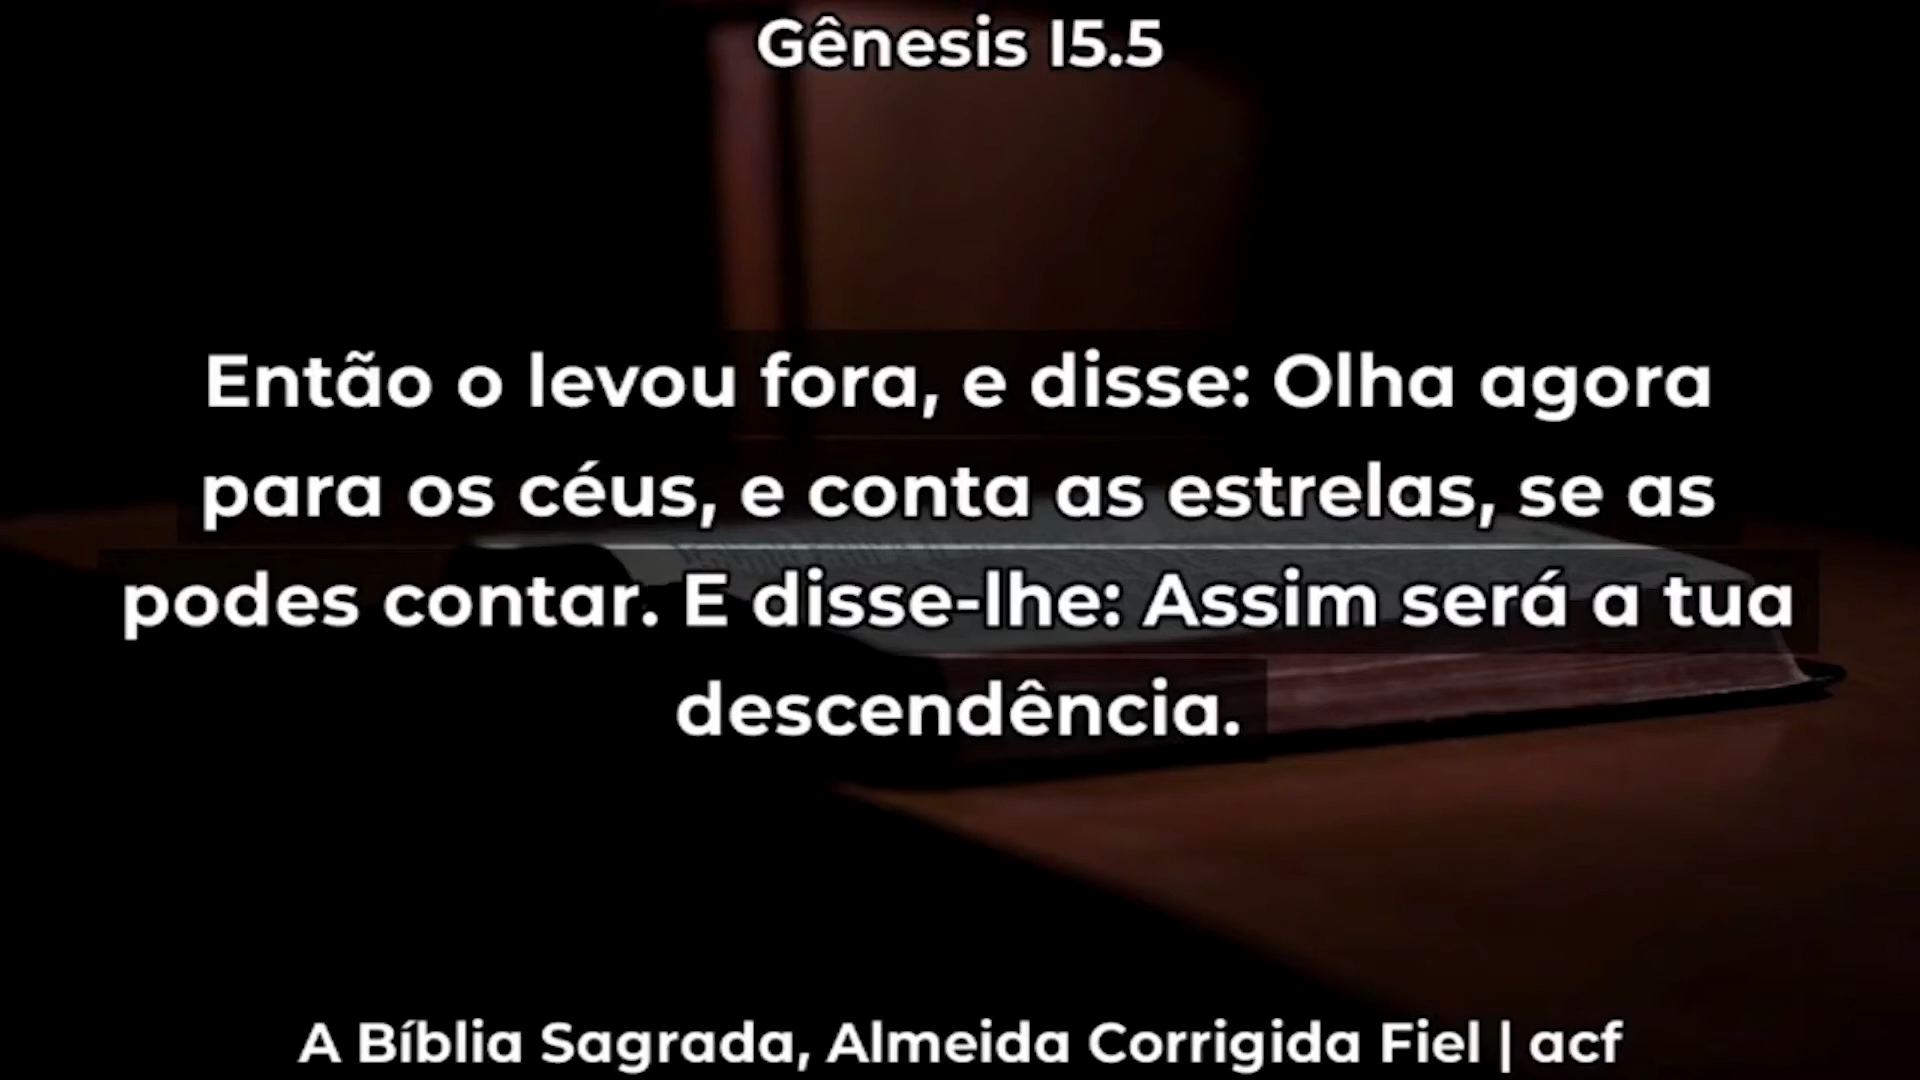 Gênesis I5.5
Então o levou fora, e disse: Olha agora
para os céus, e conta as estrelas, se as
podes contar. E disse-lhe: Assim será a tua
descendência.
A Bíblia Sagrada, Almeida Corrigida Fiel | acf